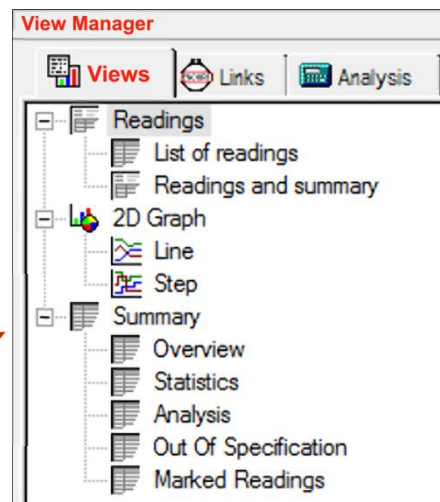 View Manager
Views Links Analysis
Readings
List of readings
Readings and summary
2D Graph
Line
Step
Summary
Overview
Statistics
Analysis
Out Of Specification
Marked Readings